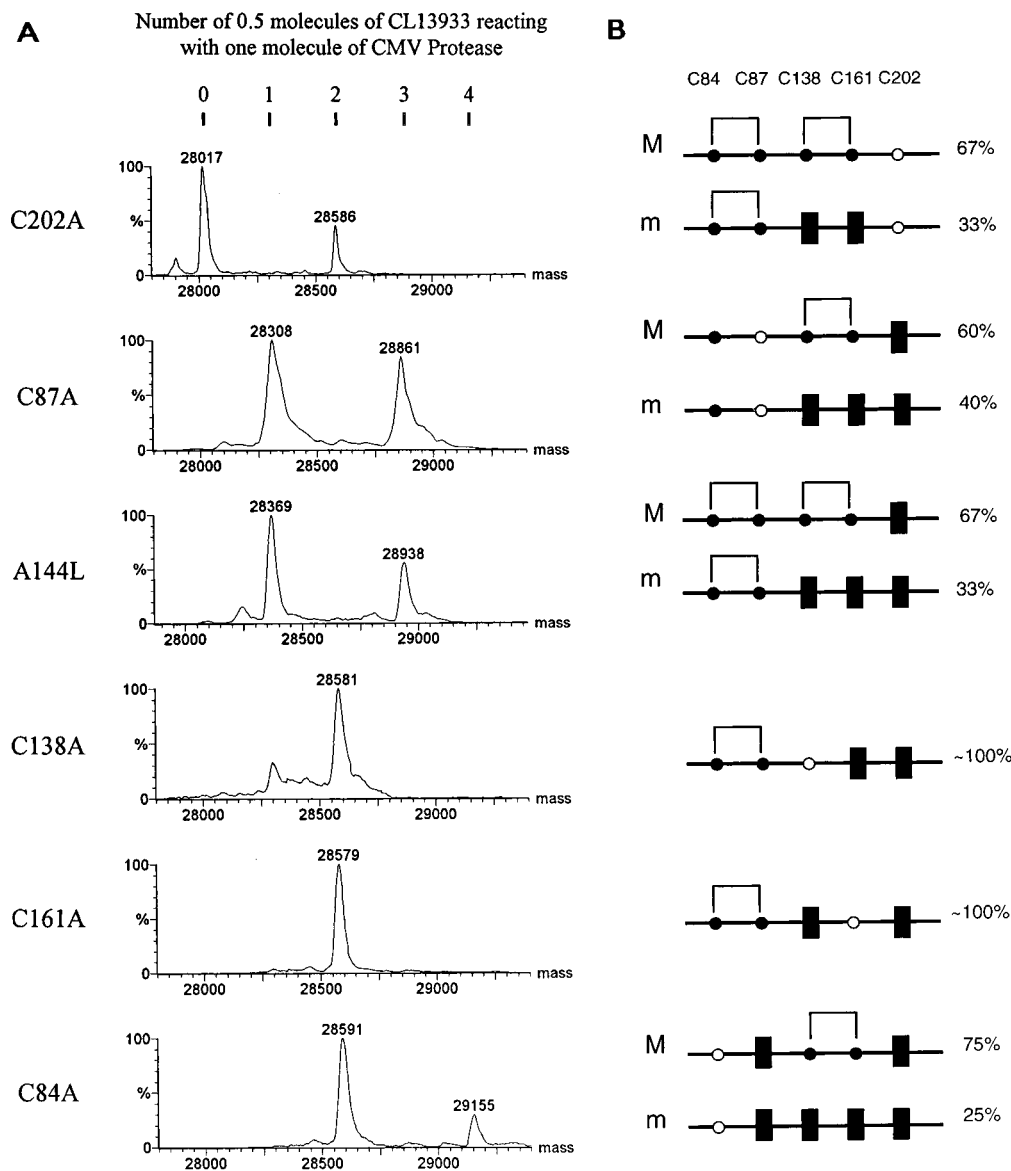 A
Number of 0.5 molecules of CL13933 reacting
with one molecule of CMV Protease
0 1 2 3 4
C202A
100
%
0
28017
28586
28000 28500 29000 mass
C87A
100
%
0
28308
28861
28000 28500 29000 mass
A144L
100
%
0
28369
28938
28000 28500 29000 mass
C138A
100
%
0
28581
28000 28500 29000 mass
C161A
100
%
0
28579
28000 28500 29000 mass
C84A
100
%
0
28591
29155
28000 28500 29000 mass
B
C84 C87 C138 C161 C202
M 67%
m 33%
M 60%
m 40%
M 67%
m 33%
~100%
~100%
M 75%
m 25%